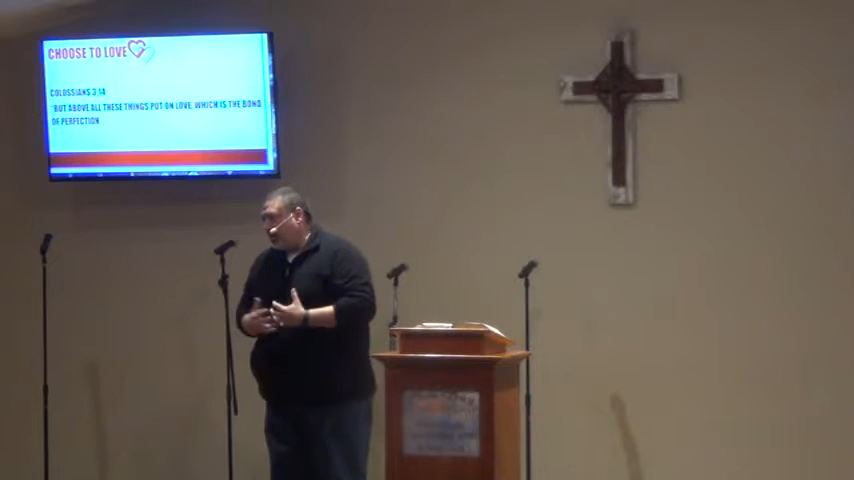 CHOOSE TO LOVE
COLOSSIANS 3:14
"BUT ABOVE ALL THESE THINGS PUT ON LOVE, WHICH IS THE BOND
OF PERFECTION